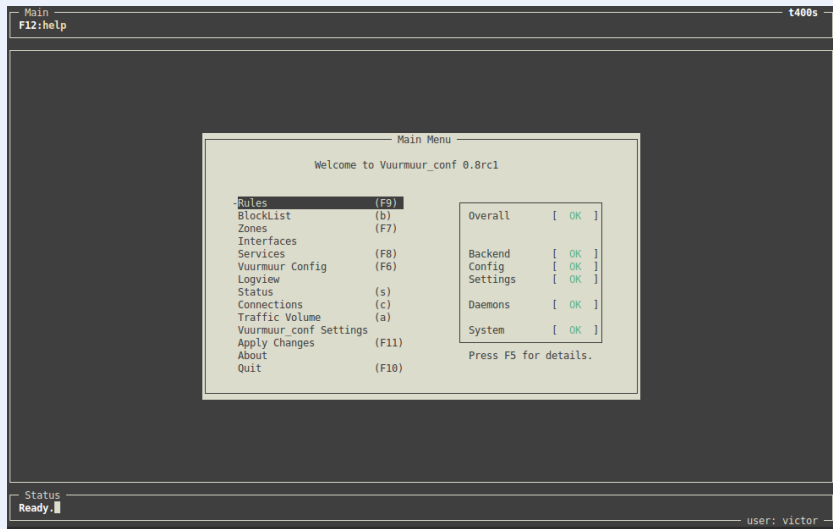 Main t400s
F12:help
Main Menu
Welcome to Vuurmuur_conf 0.8rc1
-Rules (F9)
BlockList (b)
Zones (F7)
Interfaces
Services (F8)
Vuurmuur Config (F6)
Logview
Status (s)
Connections (c)
Traffic Volume (a)
Vuurmuur_conf Settings
Apply Changes (F11)
About
Quit (F10)
Overall [ OK ]
Backend [ OK ]
Config [ OK ]
Settings [ OK ]
Daemons [ OK ]
System [ OK ]
Press F5 for details.
Status
Ready.
user: victor